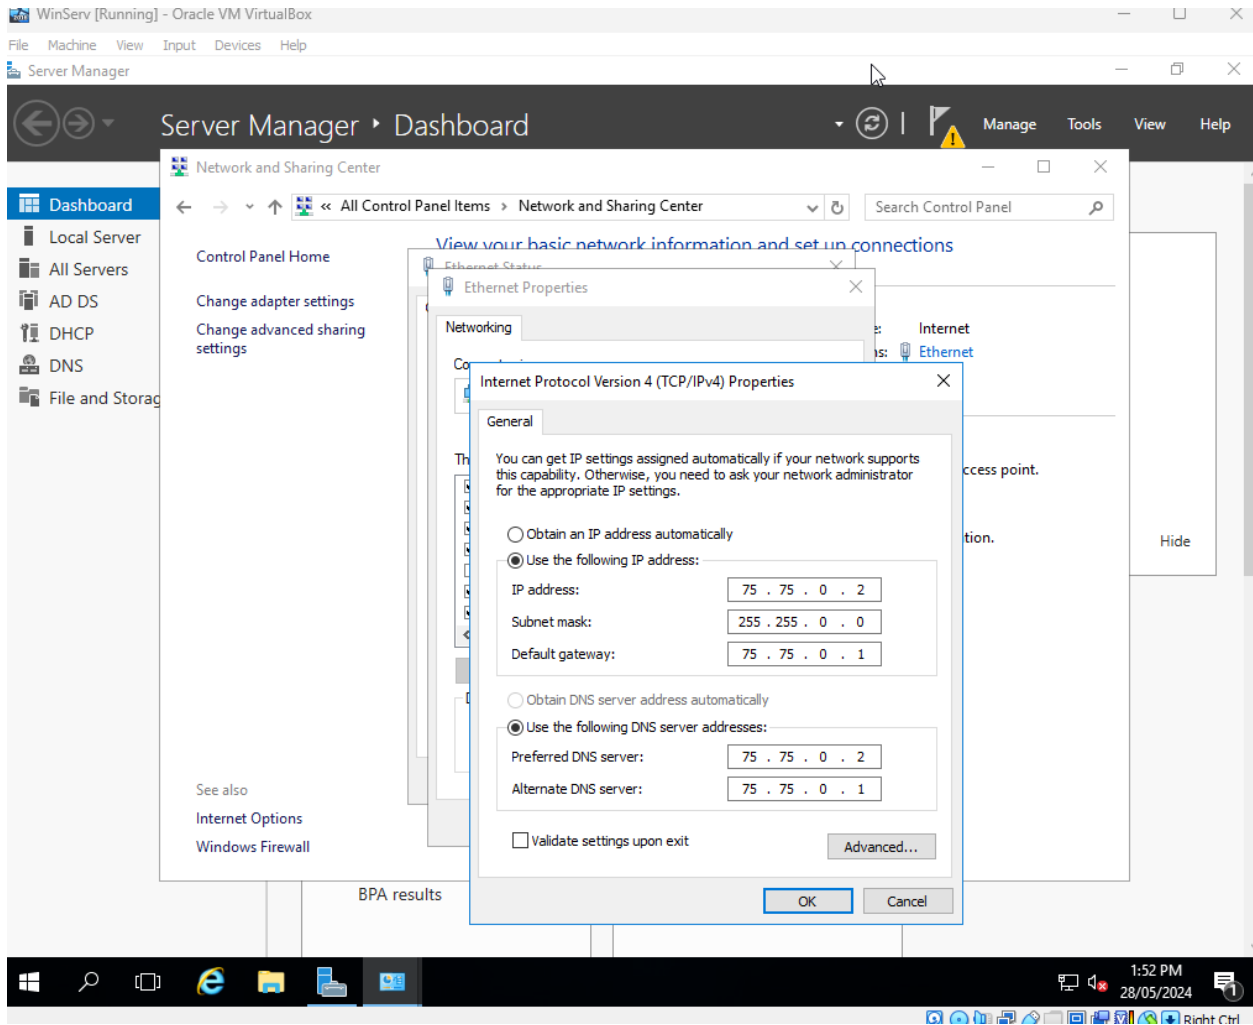 WinServ [Running] - Oracle VM VirtualBox
File Machine View Input Devices Help
Server Manager
Server Manager Dashboard
Manage Tools View Help
Network and Sharing Center
« All Control Panel Items > Network and Sharing Center
Search Control Panel
Dashboard
Local Server
All Servers
AD DS
DHCP
DNS
File and Storag
Control Panel Home
Change adapter settings
Change advanced sharing
settings
View your basic network information and set up connections
Ethernet Status
Ethernet Properties
Networking
Internet
Ethernet
Internet Protocol Version 4 (TCP/IPv4) Properties
General
You can get IP settings assigned automatically if your network supports
this capability. Otherwise, you need to ask your network administrator
for the appropriate IP settings.
Obtain an IP address automatically
Use the following IP address:
IP address: 75 . 75 . 0 . 2
Subnet mask: 255 . 255 . 0 . 0
Default gateway: 75 . 75 . 0 . 1
Obtain DNS server address automatically
Use the following DNS server addresses:
Preferred DNS server: 75 . 75 . 0 . 2
Alternate DNS server: 75 . 75 . 0 . 1
Validate settings upon exit
Advanced...
OK Cancel
ccess point.
tion.
Hide
See also
Internet Options
Windows Firewall
BPA results
1:52 PM
28/05/2024
1
Right Ctrl